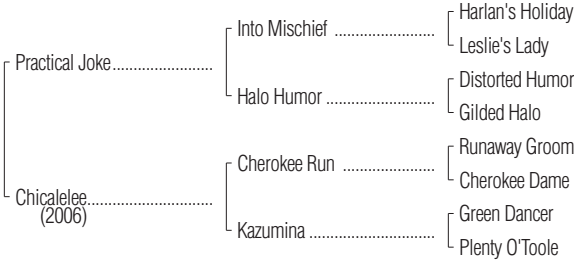 Harlan's Holiday
Into Mischief ........................
Leslie's Lady
Practical Joke........................
Distorted Humor
Halo Humor ..........................
Gilded Halo
Runaway Groom
Cherokee Run ......................
Cherokee Dame
Chicalelee..............................
(2006)
Green Dancer
Kazumina ..............................
Plenty O'Toole